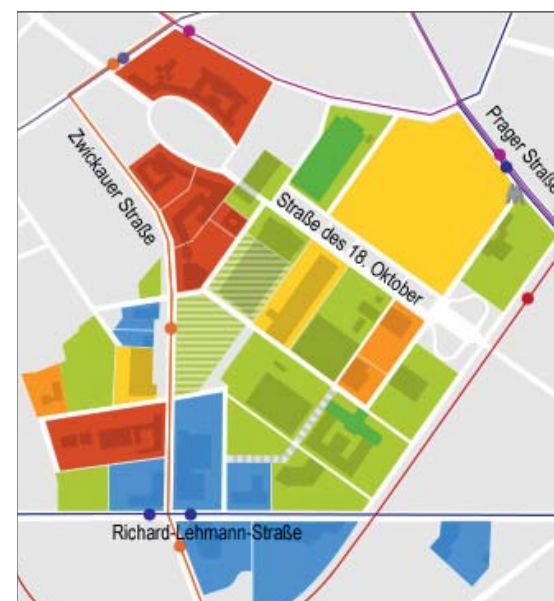 Prager Straße
Zwickauer Straße
Straße des 18. Oktober
Richard-Lehmann-Straße